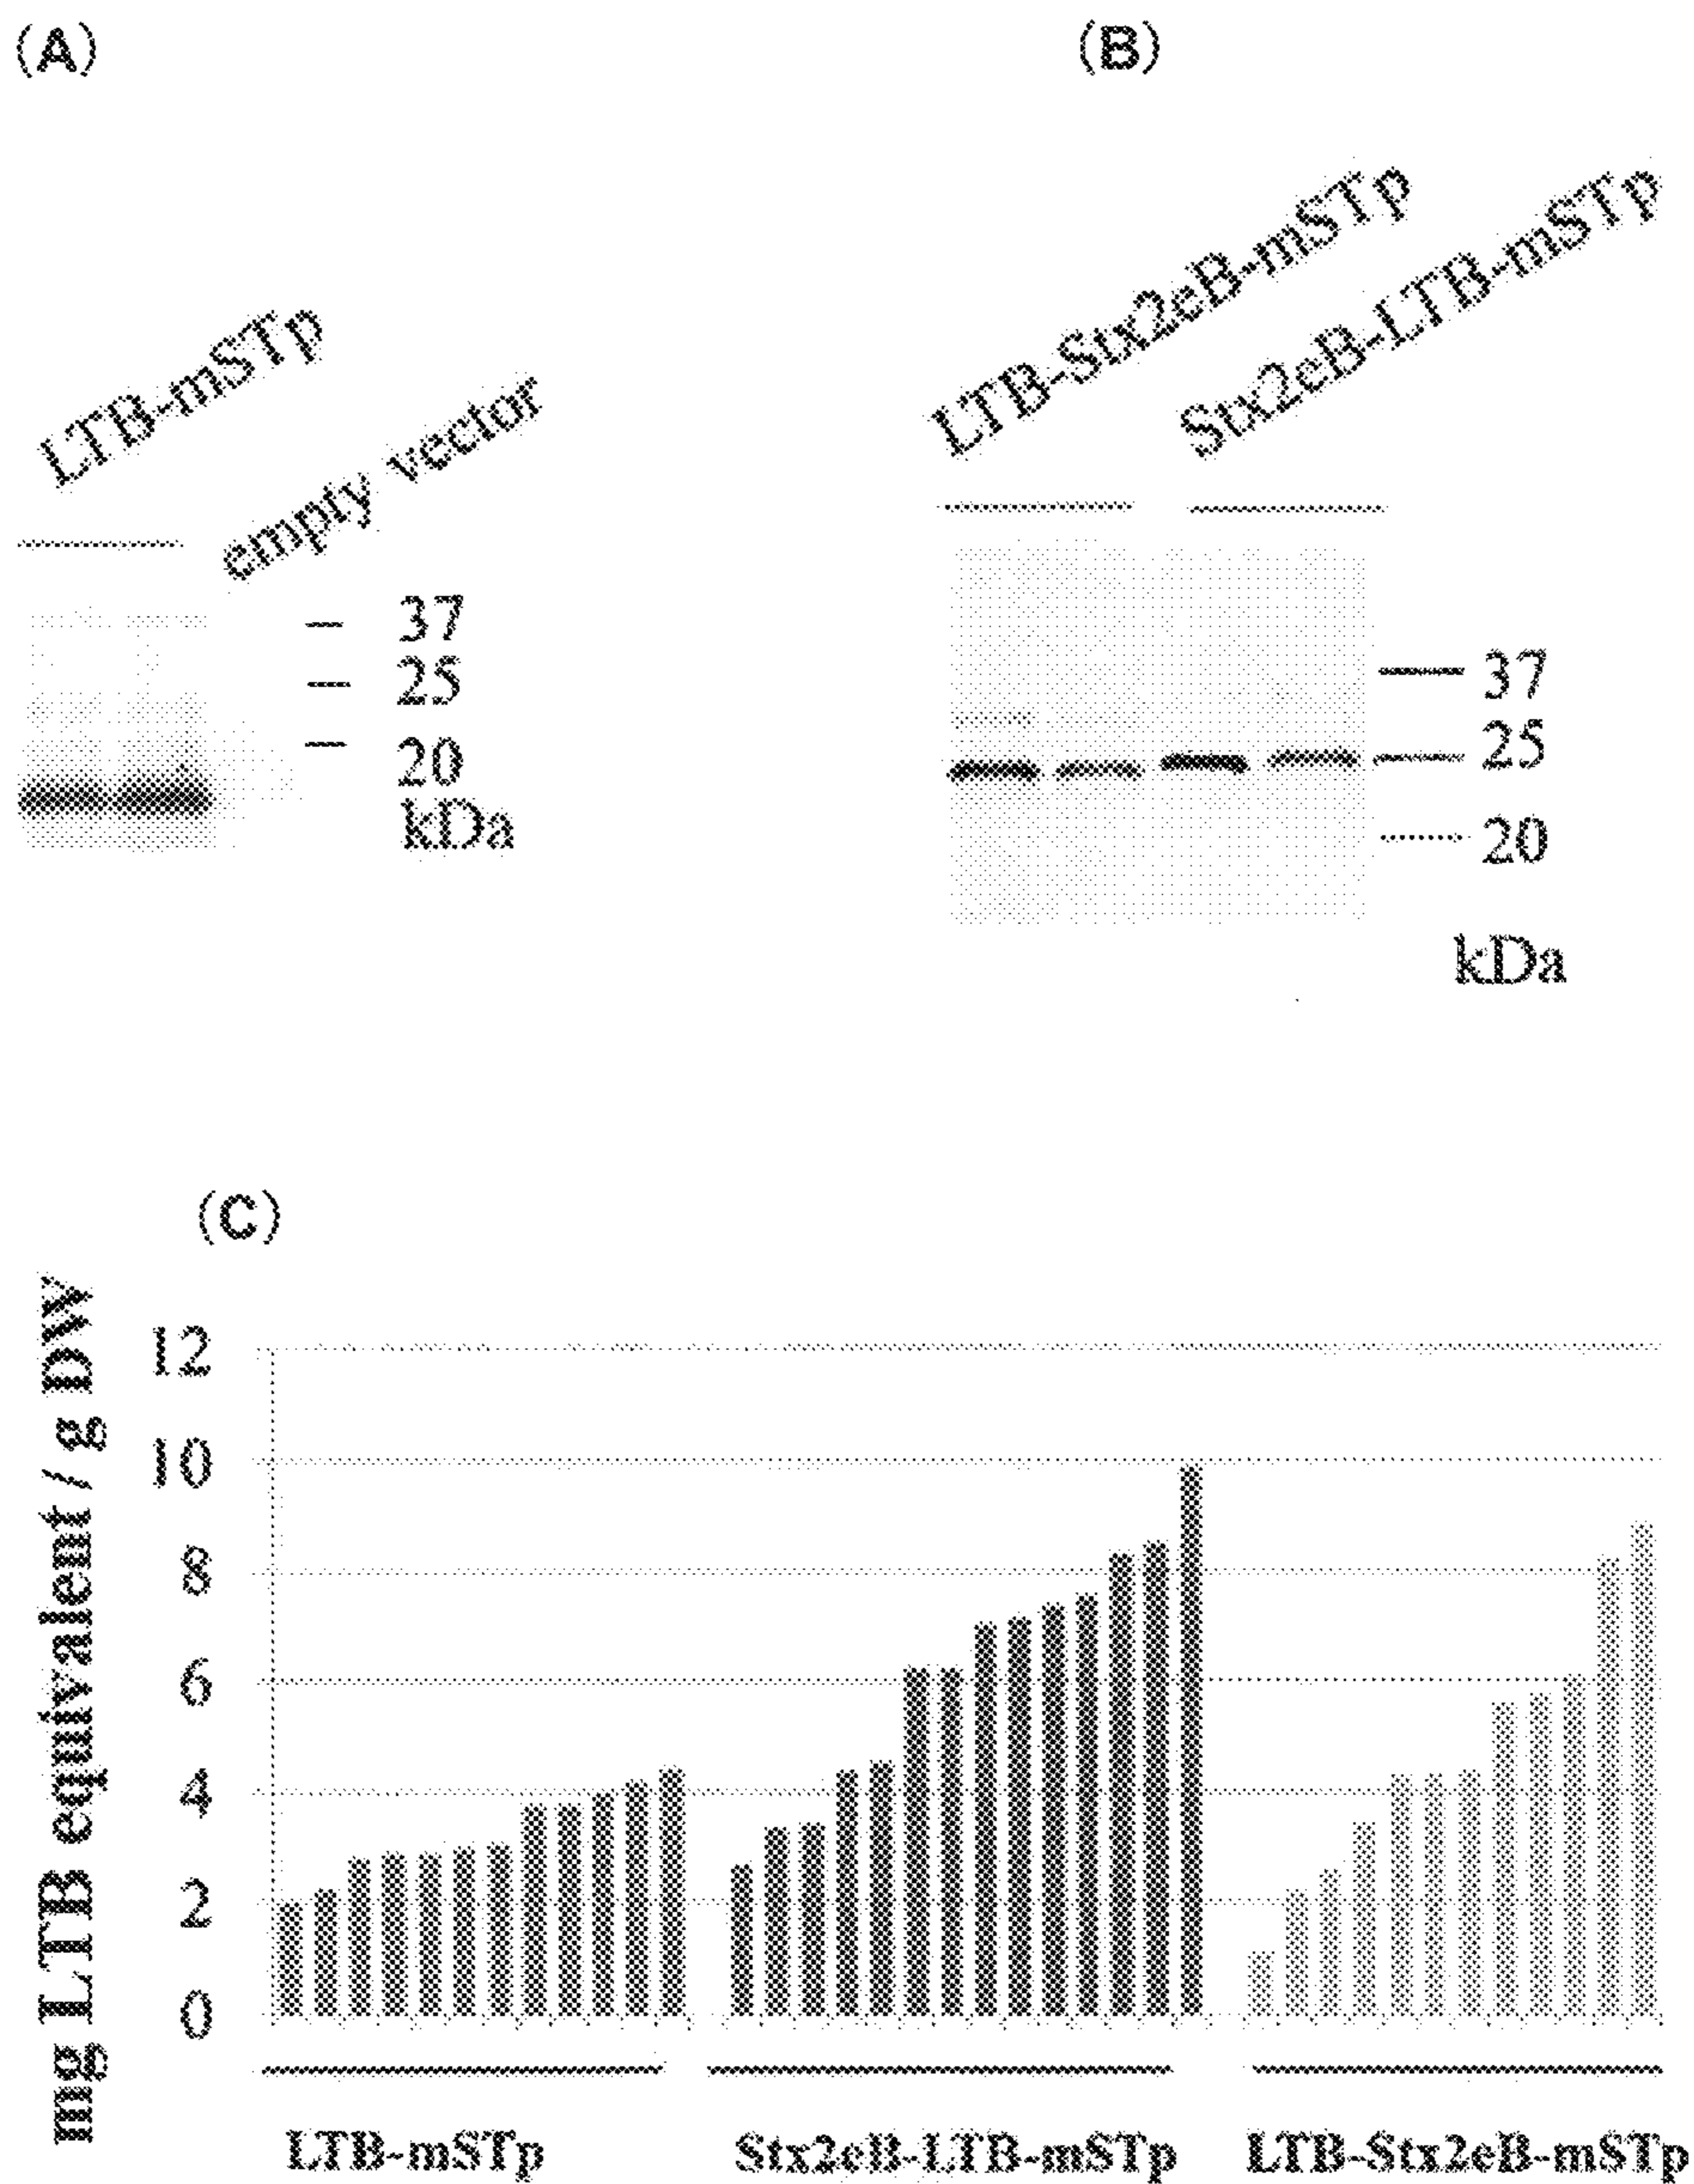 (A)
(B)
LTB-mSTp
empty vector
37
25
20
kDa
LTB-Stx2eB-mSTp
Stx2eB-LTB-mSTp
37
25
20
kDa
(C)
mg LTB equivalent / g DW
12
10
8
6
4
2
0
LTB-mSTp
Stx2eB-LTB-mSTp
LTB-Stx2eB-mSTp